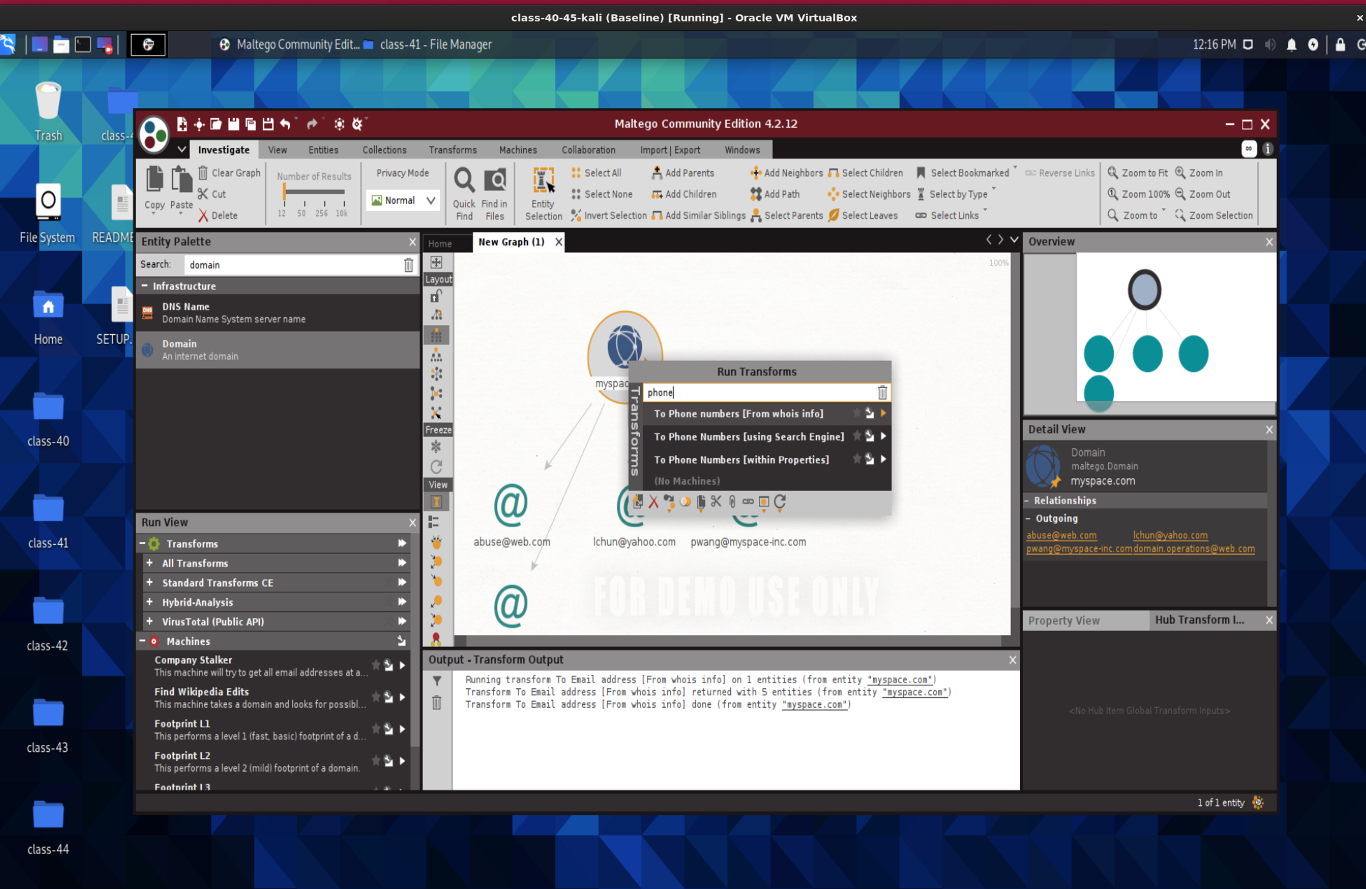 class-40-45-kali (Baseline) [Running] - Oracle VM VirtualBox
Maltego Community Edit...
class-41 - File Manager
12:16 PM
Trash
File System
README
Home
SETUP.
class-40
class-41
class-42
class-43
class-44
Maltego Community Edition 4.2.12
Investigate
View
Entities
Collections
Transforms
Machines
Collaboration
Import | Export
Windows
Copy
Paste
Clear Graph
Cut
Delete
Number of Results
12 50 256 10k
Privacy Mode
Normal
Quick Find
Find in Files
Entity Selection
Select All
Select None
Invert Selection
Add Parents
Add Children
Add Similar Siblings
Add Neighbors
Add Path
Select Parents
Select Children
Select Neighbors
Select Leaves
Select Bookmarked
Select by Type
Select Links
Reverse Links
Zoom to Fit
Zoom 100%
Zoom to
Zoom In
Zoom Out
Zoom Selection
Entity Palette
Search: domain
Infrastructure
DNS Name
Domain Name System server name
Domain
An internet domain
Run View
Transforms
All Transforms
Standard Transforms CE
Hybrid-Analysis
VirusTotal (Public API)
Machines
Company Stalker
This machine will try to get all email addresses at a...
Find Wikipedia Edits
This machine takes a domain and looks for possibl...
Footprint L1
This performs a level 1 (fast, basic) footprint of a d...
Footprint L2
This performs a level 2 (mild) footprint of a domain.
Footprint L3
Home
New Graph (1)
Layout
Freeze
View
100%
myspac
Run Transforms
Transforms
phone
To Phone numbers [From whois info]
To Phone Numbers [using Search Engine]
To Phone Numbers [within Properties]
(No Machines)
@
abuse@web.com
lchun@yahoo.com
pwang@myspace-inc.com
@
FOR DEMO USE ONLY
Output - Transform Output
Running transform To Email address [From whois info] on 1 entities (from entity "myspace.com")
Transform To Email address [From whois info] returned with 5 entities (from entity "myspace.com")
Transform To Email address [From whois info] done (from entity "myspace.com")
Overview
Detail View
Domain
maltego.Domain
myspace.com
Relationships
Outgoing
abuse@web.com lchun@yahoo.com
pwang@myspace-inc.com domain.operations@web.com
Property View
Hub Transform I...
<No Hub Item Global Transform Inputs>
1 of 1 entity